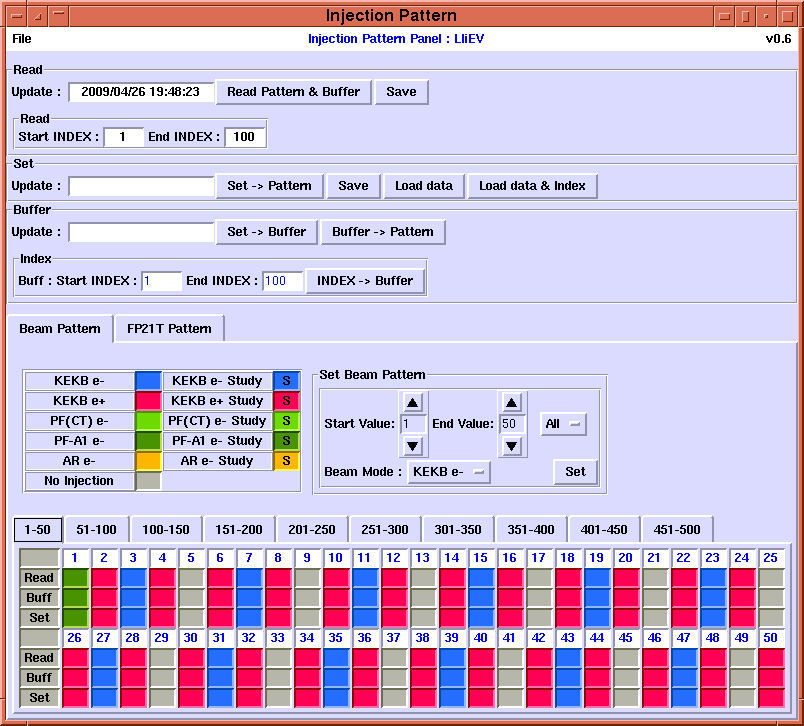 Injection Pattern
File Injection Pattern Panel : LIiEV v0.6
Read
Update : 2009/04/26 19:48:23 Read Pattern & Buffer Save
Read
Start INDEX : 1 End INDEX : 100
Set
Update : Set -> Pattern Save Load data Load data & Index
Buffer
Update : Set -> Buffer Buffer -> Pattern
Index
Buff : Start INDEX : 1 End INDEX : 100 INDEX -> Buffer
Beam Pattern FP21T Pattern
KEKB e- KEKB e- Study S
KEKB e+ KEKB e+ Study S
PF(CT) e- PF(CT) e- Study S
PF-A1 e- PF-A1 e- Study S
AR e- AR e- Study S
No Injection
Set Beam Pattern
Start Value: 1 End Value: 50 All
Beam Mode : KEKB e- Set
1-50 51-100 100-150 151-200 201-250 251-300 301-350 351-400 401-450 451-500
1 2 3 4 5 6 7 8 9 10 11 12 13 14 15 16 17 18 19 20 21 22 23 24 25
Read
Buff
Set
26 27 28 29 30 31 32 33 34 35 36 37 38 39 40 41 42 43 44 45 46 47 48 49 50
Read
Buff
Set